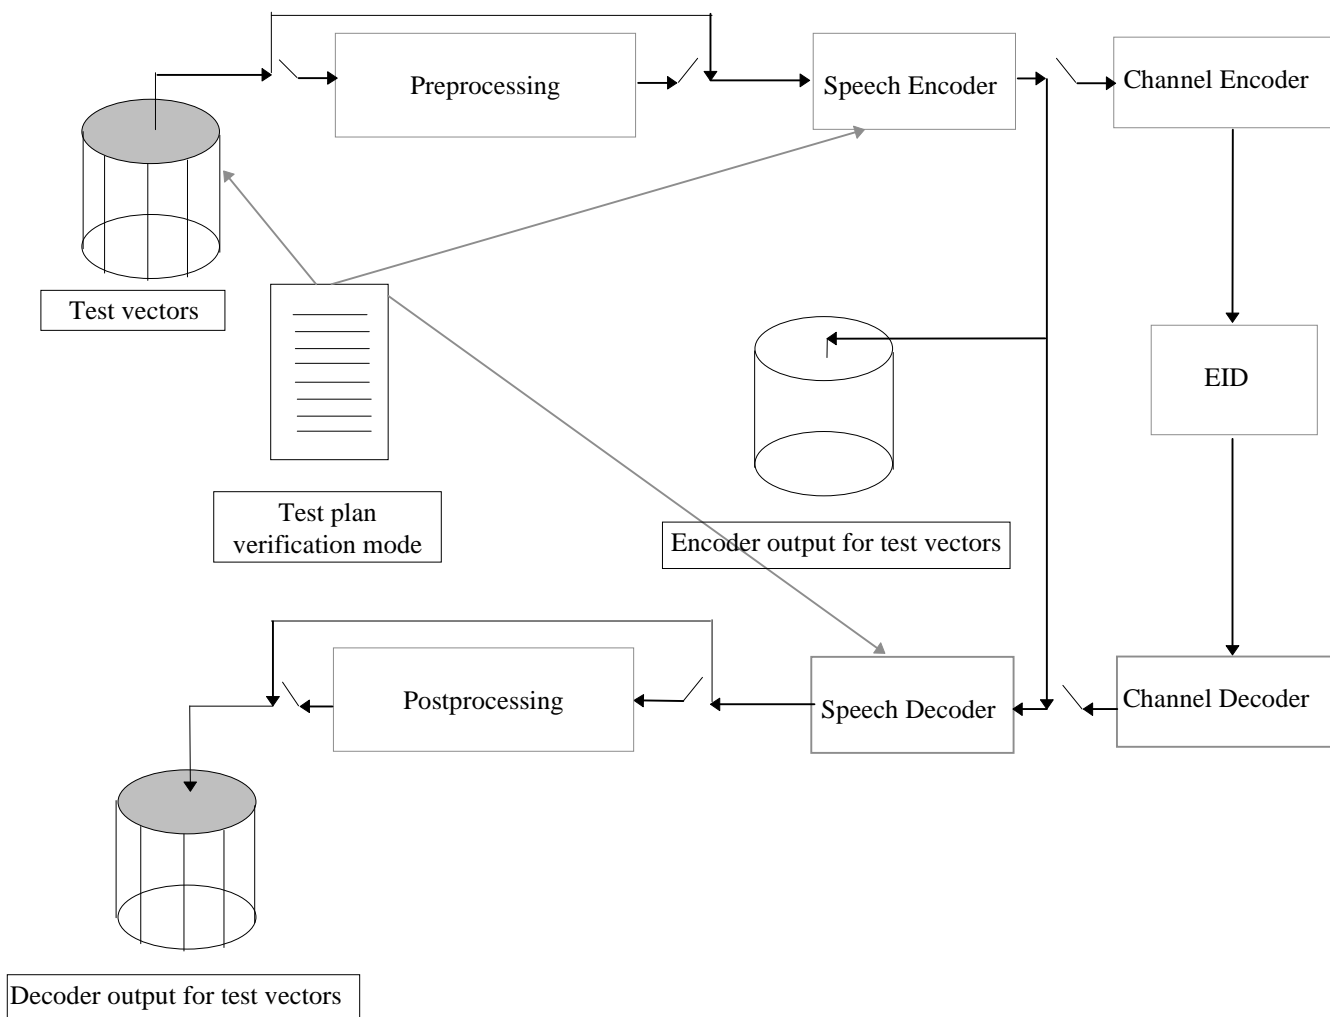 Preprocessing
Speech Encoder
Channel Encoder
Test vectors
EID
Test plan
verification mode
Encoder output for test vectors
Postprocessing
Speech Decoder
Channel Decoder
Decoder output for test vectors